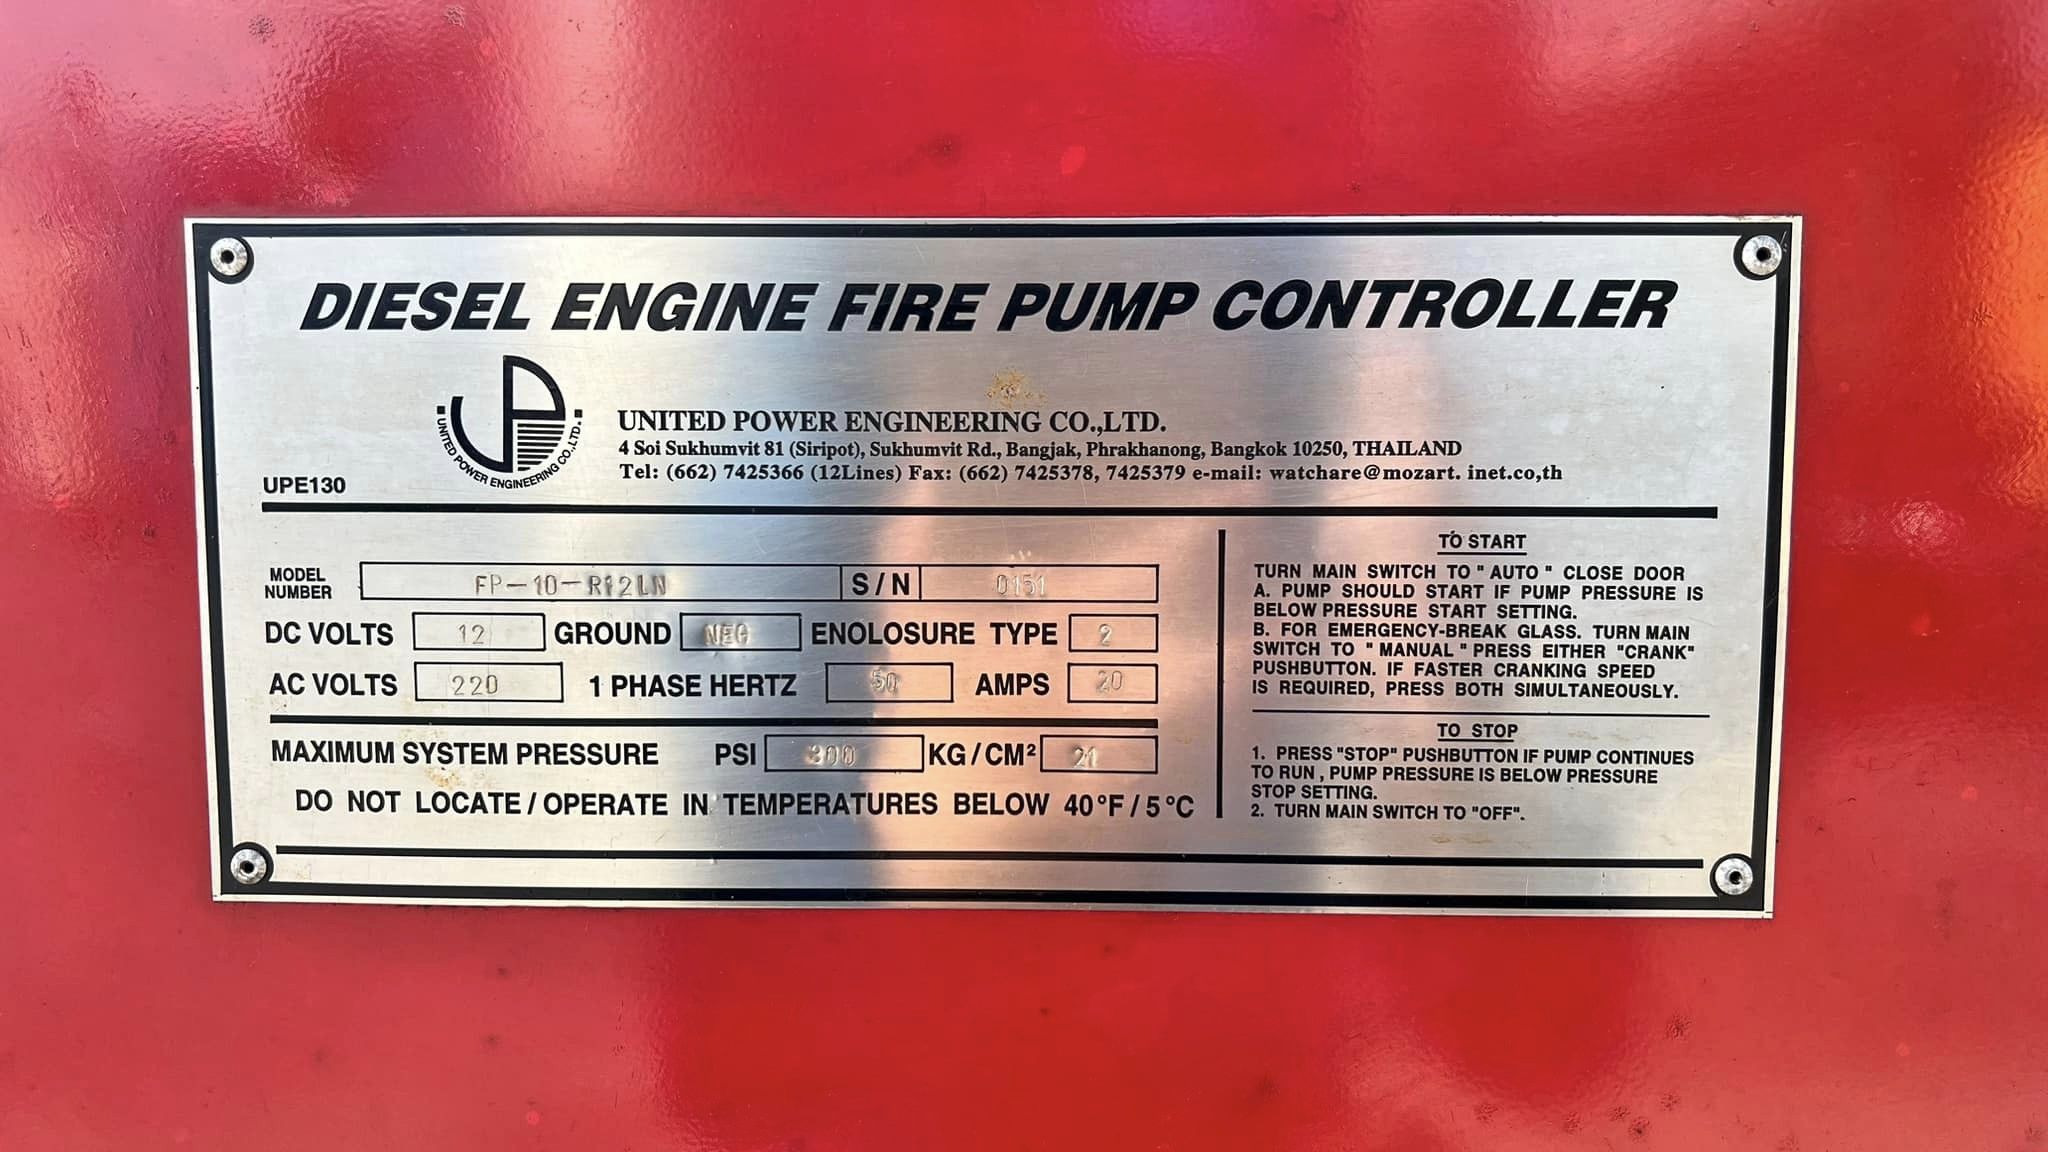 DIESEL ENGINE FIRE PUMP CONTROLLER
UP
UNITED POWER ENGINEERING CO.,LTD.
UNITED POWER ENGINEERING CO.,LTD.
4 Soi Sukhumvit 81 (Siripot), Sukhumvit Rd., Bangjak, Phrakhanong, Bangkok 10250, THAILAND
Tel: (662) 7425366 (12Lines) Fax: (662) 7425378, 7425379 e-mail: watchare@mozart. inet.co,th
UPE130
MODEL NUMBER FP-10-R12LN S/N 0151
DC VOLTS 12 GROUND NEG ENOLOSURE TYPE 2
AC VOLTS 220 1 PHASE HERTZ 50 AMPS 20
MAXIMUM SYSTEM PRESSURE PSI 300 KG/CM² 21
DO NOT LOCATE/OPERATE IN TEMPERATURES BELOW 40°F/5°C
TO START
TURN MAIN SWITCH TO "AUTO" CLOSE DOOR
A. PUMP SHOULD START IF PUMP PRESSURE IS
BELOW PRESSURE START SETTING.
B. FOR EMERGENCY-BREAK GLASS. TURN MAIN
SWITCH TO "MANUAL" PRESS EITHER "CRANK"
PUSHBUTTON. IF FASTER CRANKING SPEED
IS REQUIRED, PRESS BOTH SIMULTANEOUSLY.
TO STOP
1. PRESS "STOP" PUSHBUTTON IF PUMP CONTINUES
TO RUN, PUMP PRESSURE IS BELOW PRESSURE
STOP SETTING.
2. TURN MAIN SWITCH TO "OFF".